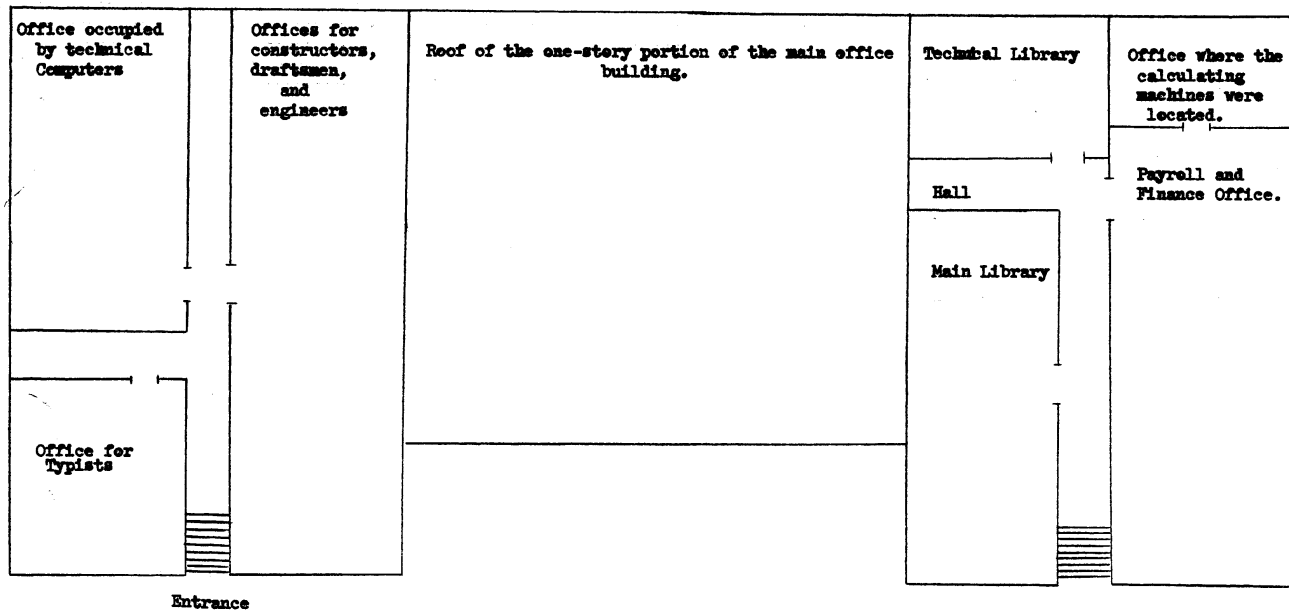 Office occupied
by technical
Computers
Offices for
constructors,
draftsmen,
and
engineers
Roof of the one-story portion of the main office
building.
Technical Library
Office where the
calculating
machines were
located.
Hall
Payroll and
Finance Office.
Main Library
Office for
Typists
Entrance